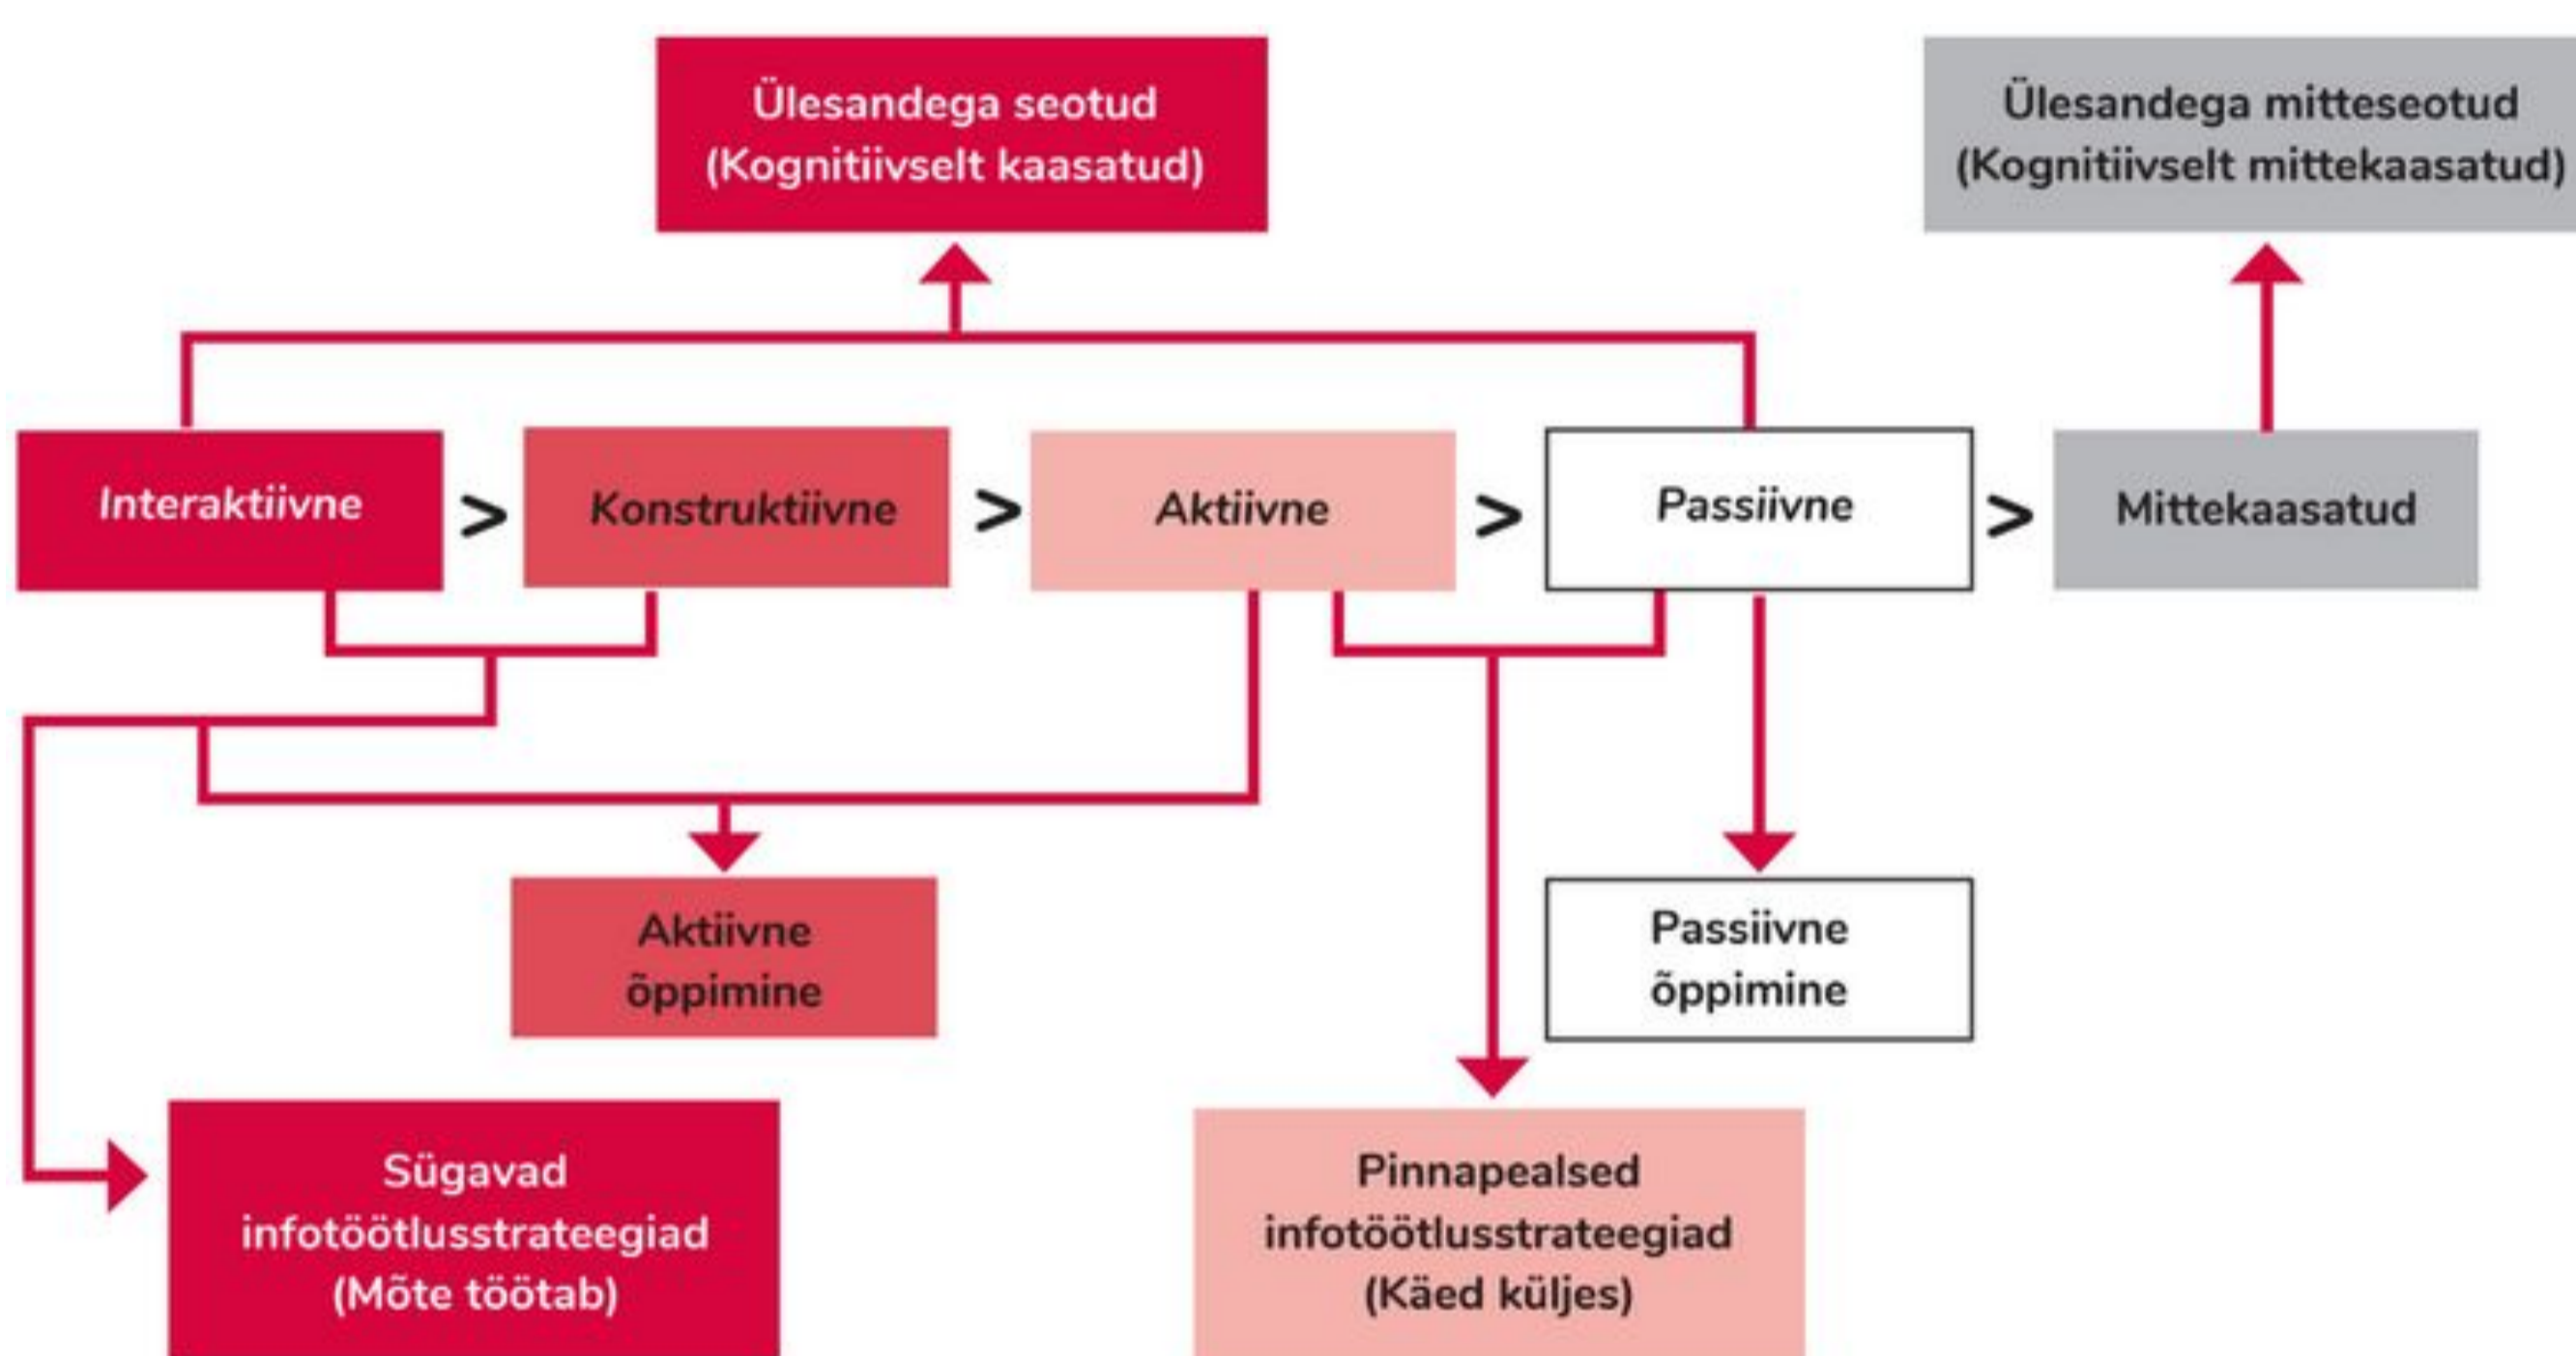 Ülesandega seotud
(Kognitiivselt kaasatud)
Ülesandega mitteseotud
(Kognitiivselt mittekaasatud)
Interaktiivne > Konstruktiivne > Aktiivne > Passiivne > Mittekaasatud
Aktiivne
õppimine
Passiivne
õppimine
Sügavad
infotöötlusstrateegiad
(Mõte töötab)
Pinnapealsed
infotöötlusstrateegiad
(Käed küljes)